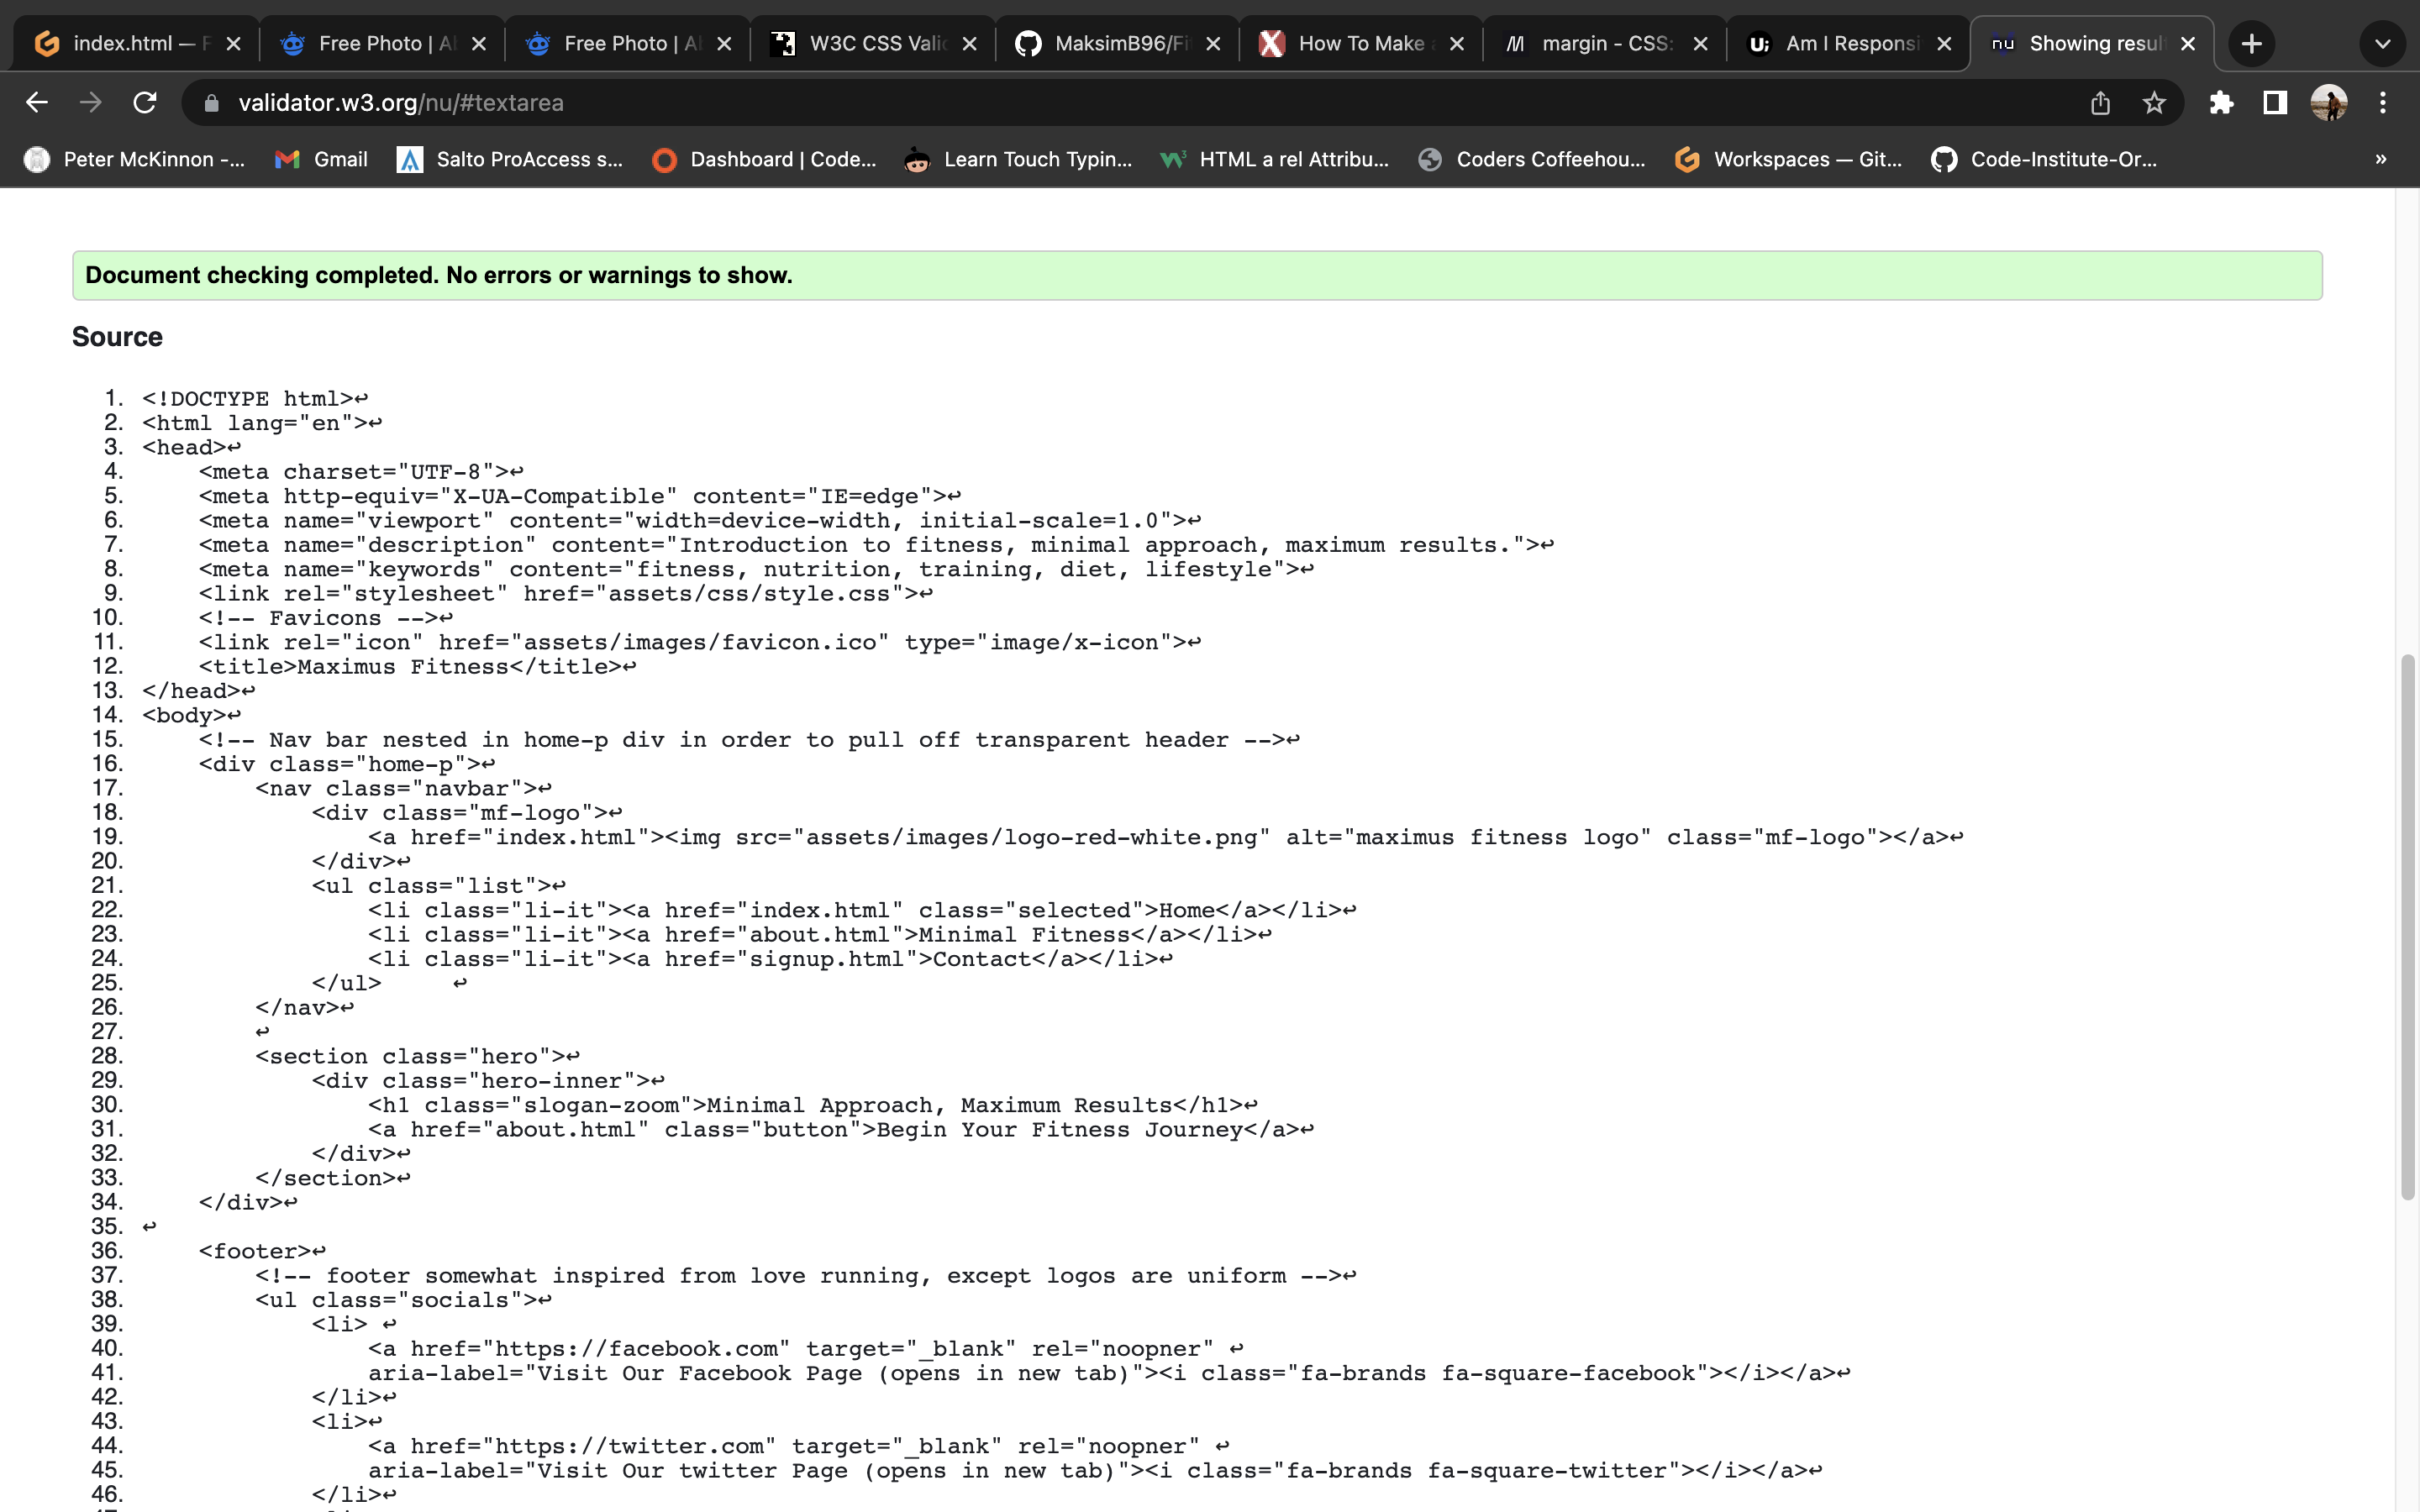 index.html — F
Free Photo | Al
Free Photo | Al
W3C CSS Valid
MaksimB96/Fi
How To Make a
margin - CSS:
Am I Responsi
Showing resul
validator.w3.org/nu/#textarea
Peter McKinnon -...
Gmail
Salto ProAccess s...
Dashboard | Code...
Learn Touch Typin...
HTML a rel Attribu...
Coders Coffeehou...
Workspaces — Git...
Code-Institute-Or...
»
Document checking completed. No errors or warnings to show.
Source
1. <!DOCTYPE html>↩
2. <html lang="en">↩
3. <head>↩
4.     <meta charset="UTF-8">↩
5.     <meta http-equiv="X-UA-Compatible" content="IE=edge">↩
6.     <meta name="viewport" content="width=device-width, initial-scale=1.0">↩
7.     <meta name="description" content="Introduction to fitness, minimal approach, maximum results.">↩
8.     <meta name="keywords" content="fitness, nutrition, training, diet, lifestyle">↩
9.     <link rel="stylesheet" href="assets/css/style.css">↩
10.     <!-- Favicons -->↩
11.     <link rel="icon" href="assets/images/favicon.ico" type="image/x-icon">↩
12.     <title>Maximus Fitness</title>↩
13. </head>↩
14. <body>↩
15.     <!-- Nav bar nested in home-p div in order to pull off transparent header -->↩
16.     <div class="home-p">↩
17.         <nav class="navbar">↩
18.             <div class="mf-logo">↩
19.                 <a href="index.html"><img src="assets/images/logo-red-white.png" alt="maximus fitness logo" class="mf-logo"></a>↩
20.             </div>↩
21.             <ul class="list">↩
22.                 <li class="li-it"><a href="index.html" class="selected">Home</a></li>↩
23.                 <li class="li-it"><a href="about.html">Minimal Fitness</a></li>↩
24.                 <li class="li-it"><a href="signup.html">Contact</a></li>↩
25.             </ul>     ↩
26.         </nav>↩
27.         ↩
28.         <section class="hero">↩
29.             <div class="hero-inner">↩
30.                 <h1 class="slogan-zoom">Minimal Approach, Maximum Results</h1>↩
31.                 <a href="about.html" class="button">Begin Your Fitness Journey</a>↩
32.             </div>↩
33.         </section>↩
34.     </div>↩
35. ↩
36.     <footer>↩
37.         <!-- footer somewhat inspired from love running, except logos are uniform -->↩
38.         <ul class="socials">↩
39.             <li> ↩
40.                 <a href="https://facebook.com" target="_blank" rel="noopner" ↩
41.                 aria-label="Visit Our Facebook Page (opens in new tab)"><i class="fa-brands fa-square-facebook"></i></a>↩
42.             </li>↩
43.             <li>↩
44.                 <a href="https://twitter.com" target="_blank" rel="noopner" ↩
45.                 aria-label="Visit Our twitter Page (opens in new tab)"><i class="fa-brands fa-square-twitter"></i></a>↩
46.             </li>↩